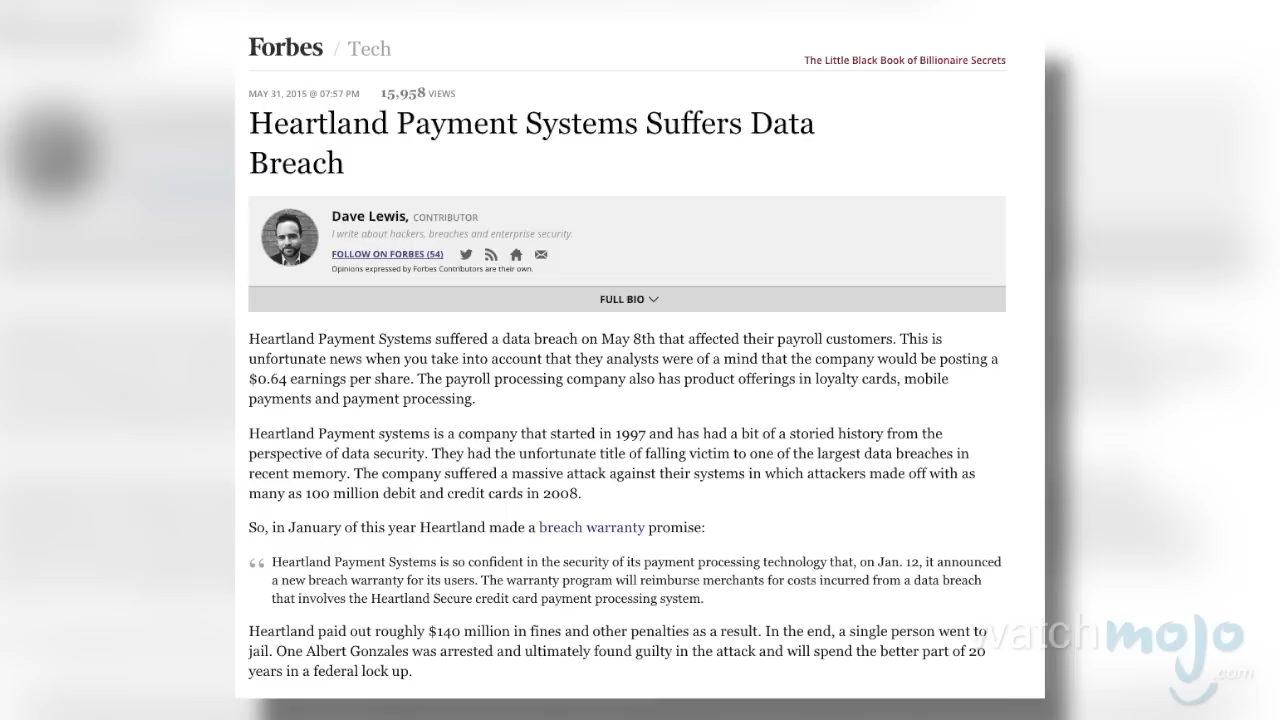 Forbes / Tech
The Little Black Book of Billionaire Secrets
MAY 31, 2015 @ 07:57 PM 15,958 VIEWS
Heartland Payment Systems Suffers Data
Breach
Dave Lewis, CONTRIBUTOR
I write about hackers, breaches and enterprise security.
FOLLOW ON FORBES (54)
Opinions expressed by Forbes Contributors are their own.
FULL BIO
Heartland Payment Systems suffered a data breach on May 8th that affected their payroll customers. This is
unfortunate news when you take into account that they analysts were of a mind that the company would be posting a
$0.64 earnings per share. The payroll processing company also has product offerings in loyalty cards, mobile
payments and payment processing.
Heartland Payment systems is a company that started in 1997 and has had a bit of a storied history from the
perspective of data security. They had the unfortunate title of falling victim to one of the largest data breaches in
recent memory. The company suffered a massive attack against their systems in which attackers made off with as
many as 100 million debit and credit cards in 2008.
So, in January of this year Heartland made a breach warranty promise:
“ Heartland Payment Systems is so confident in the security of its payment processing technology that, on Jan. 12, it announced
a new breach warranty for its users. The warranty program will reimburse merchants for costs incurred from a data breach
that involves the Heartland Secure credit card payment processing system.
Heartland paid out roughly $140 million in fines and other penalties as a result. In the end, a single person went to
jail. One Albert Gonzales was arrested and ultimately found guilty in the attack and will spend the better part of 20
years in a federal lock up.
watchmojo
.com